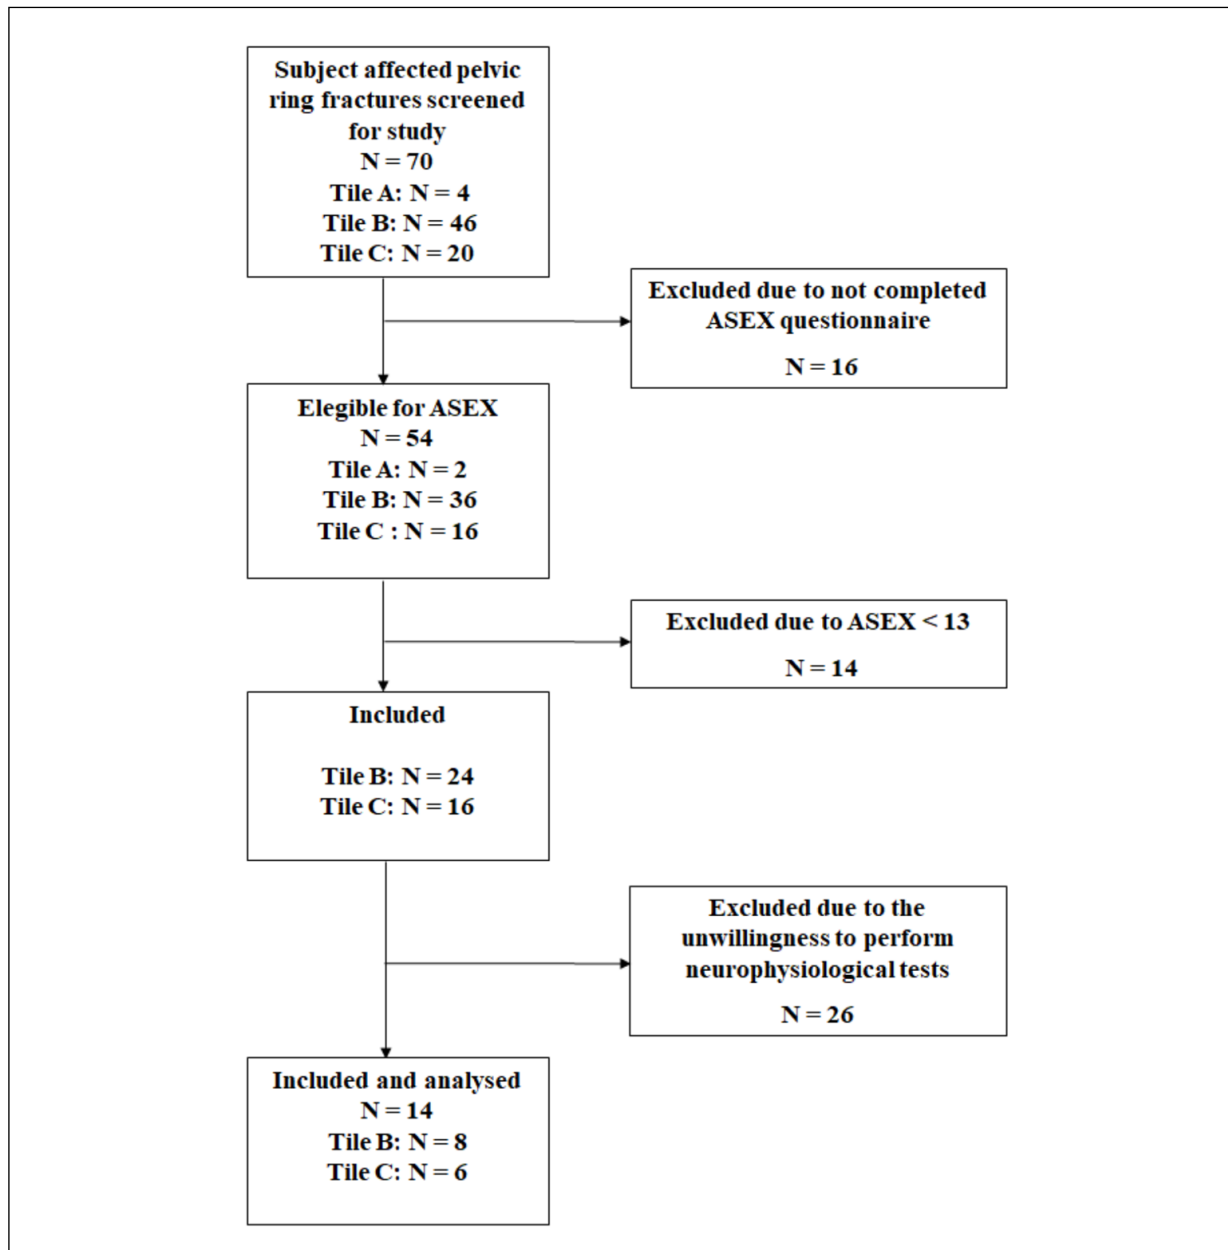 Subject affected pelvic
ring fractures screened
for study
N = 70
Tile A: N = 4
Tile B: N = 46
Tile C: N = 20
Excluded due to not completed
ASEX questionnaire
N = 16
Elegible for ASEX
N = 54
Tile A: N = 2
Tile B: N = 36
Tile C : N = 16
Excluded due to ASEX < 13
N = 14
Included
Tile B: N = 24
Tile C: N = 16
Excluded due to the
unwillingness to perform
neurophysiological tests
N = 26
Included and analysed
N = 14
Tile B: N = 8
Tile C: N = 6